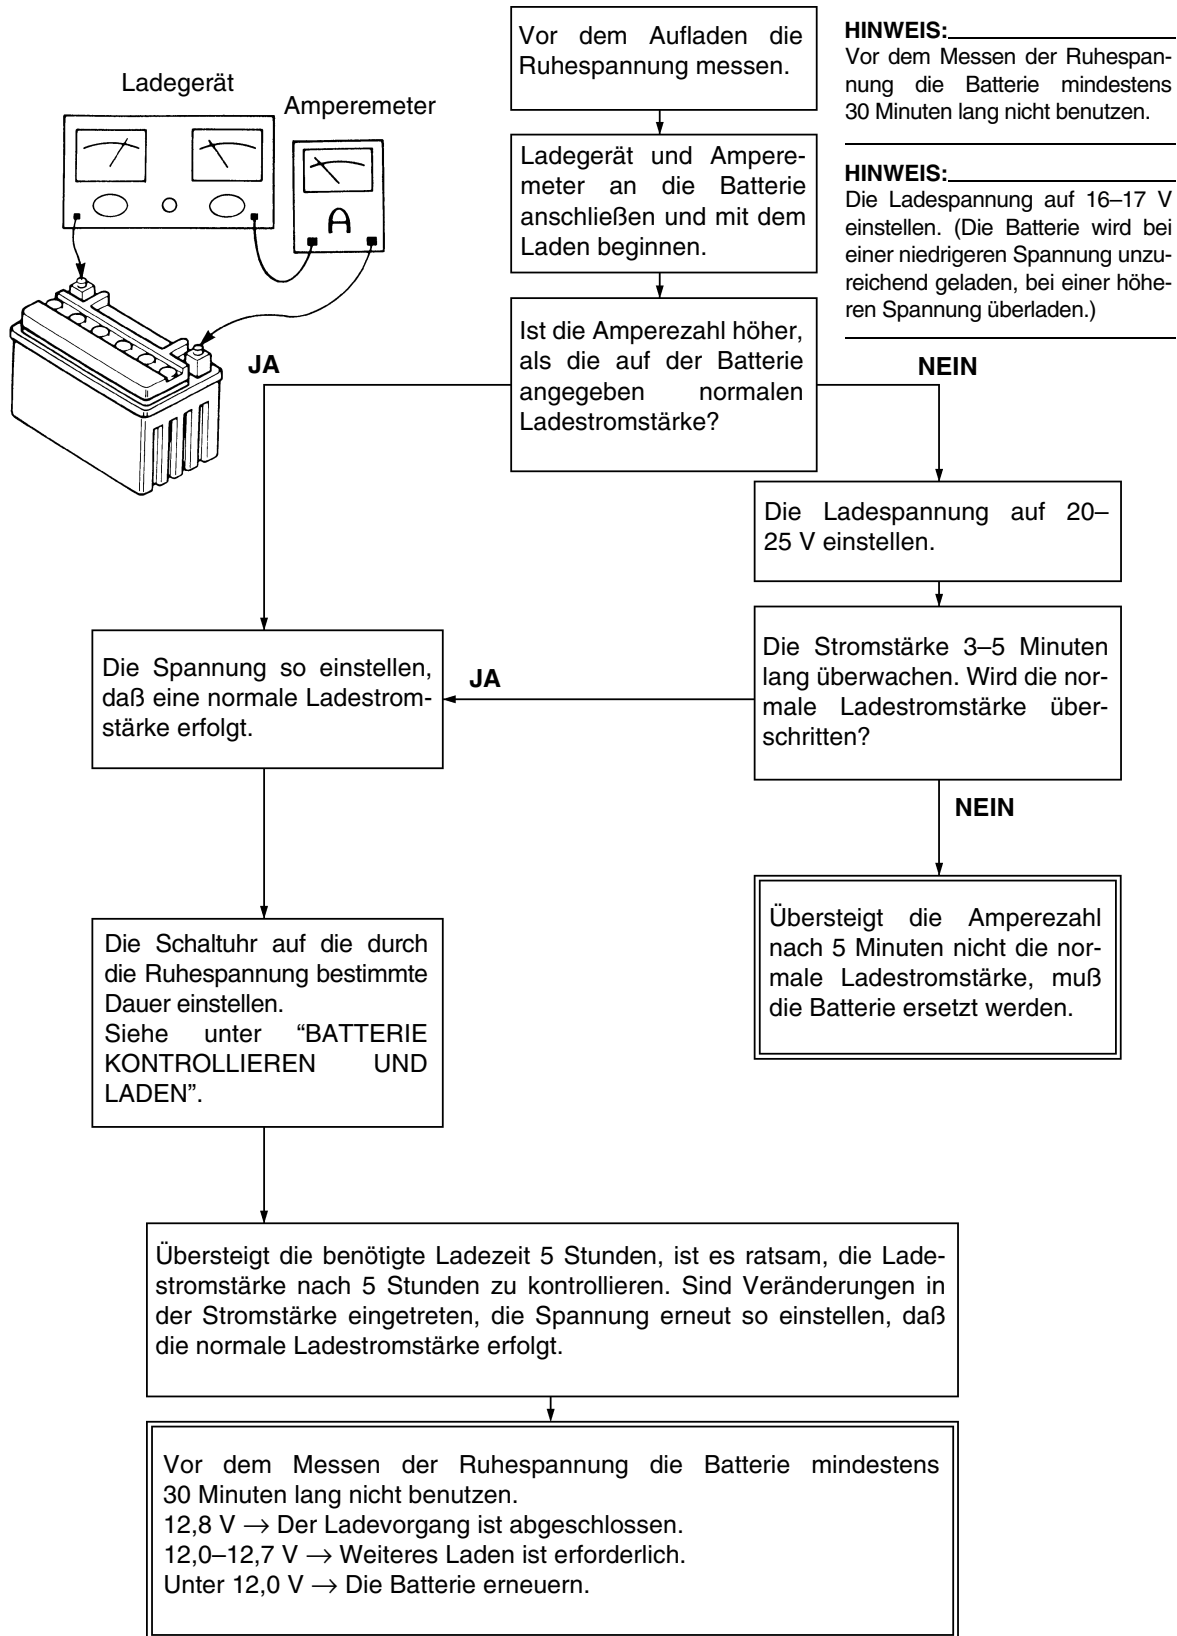 Ladegerät
Amperemeter
A
Vor dem Aufladen die
Ruhespannung messen.
HINWEIS:
Vor dem Messen der Ruhespan-
nung die Batterie mindestens
30 Minuten lang nicht benutzen.
Ladegerät und Ampere-
meter an die Batterie
anschließen und mit dem
Laden beginnen.
HINWEIS:
Die Ladespannung auf 16–17 V
einstellen. (Die Batterie wird bei
einer niedrigeren Spannung unzu-
reichend geladen, bei einer höhe-
ren Spannung überladen.)
Ist die Amperezahl höher,
als die auf der Batterie
angegeben normalen
Ladestromstärke?
JA
NEIN
Die Ladespannung auf 20–
25 V einstellen.
Die Stromstärke 3–5 Minuten
lang überwachen. Wird die nor-
male Ladestromstärke über-
schritten?
JA
Die Spannung so einstellen,
daß eine normale Ladestrom-
stärke erfolgt.
NEIN
Übersteigt die Amperezahl
nach 5 Minuten nicht die nor-
male Ladestromstärke, muß
die Batterie ersetzt werden.
Die Schaltuhr auf die durch
die Ruhespannung bestimmte
Dauer einstellen.
Siehe unter “BATTERIE
KONTROLLIEREN UND
LADEN”.
Übersteigt die benötigte Ladezeit 5 Stunden, ist es ratsam, die Lade-
stromstärke nach 5 Stunden zu kontrollieren. Sind Veränderungen in
der Stromstärke eingetreten, die Spannung erneut so einstellen, daß
die normale Ladestromstärke erfolgt.
Vor dem Messen der Ruhespannung die Batterie mindestens
30 Minuten lang nicht benutzen.
12,8 V → Der Ladevorgang ist abgeschlossen.
12,0–12,7 V → Weiteres Laden ist erforderlich.
Unter 12,0 V → Die Batterie erneuern.